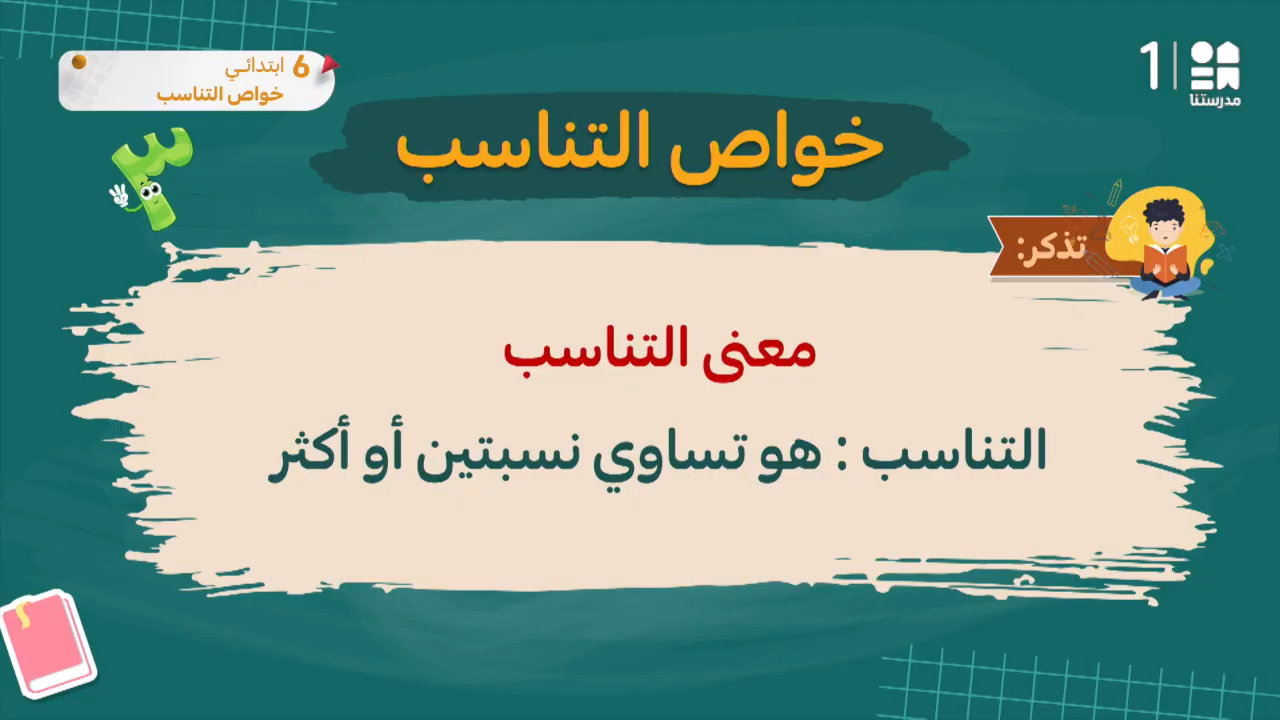 6 ابتدائي
خواص التناسب
1
مدرستنا
خواص التناسب
تذكر:
معنى التناسب
التناسب : هو تساوي نسبتين أو أكثر